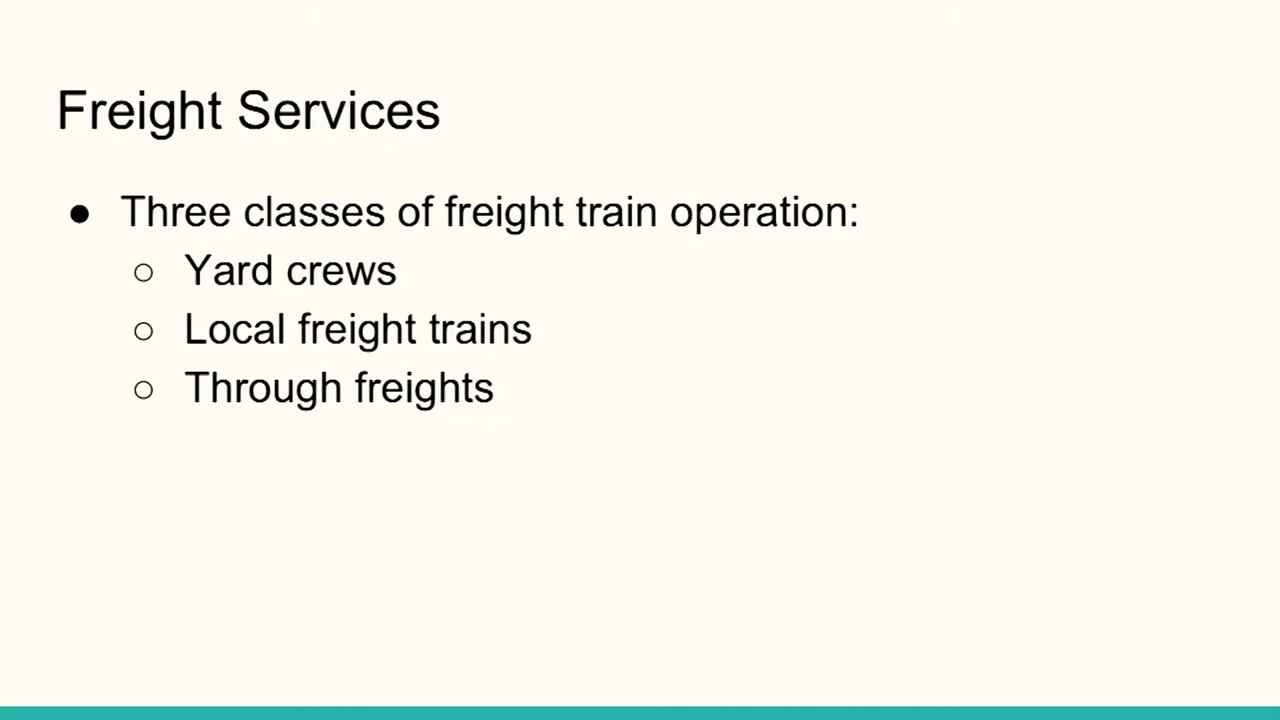 Freight Services
● Three classes of freight train operation:
○ Yard crews
○ Local freight trains
○ Through freights